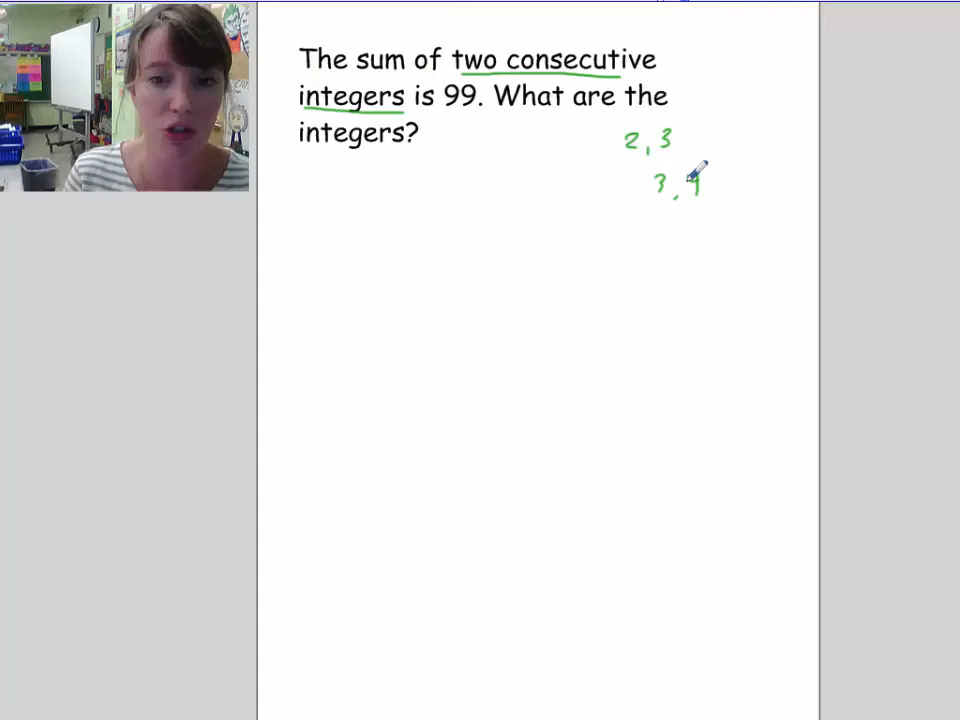 The sum of two consecutive
integers is 99. What are the
integers?
2, 3
3, 4